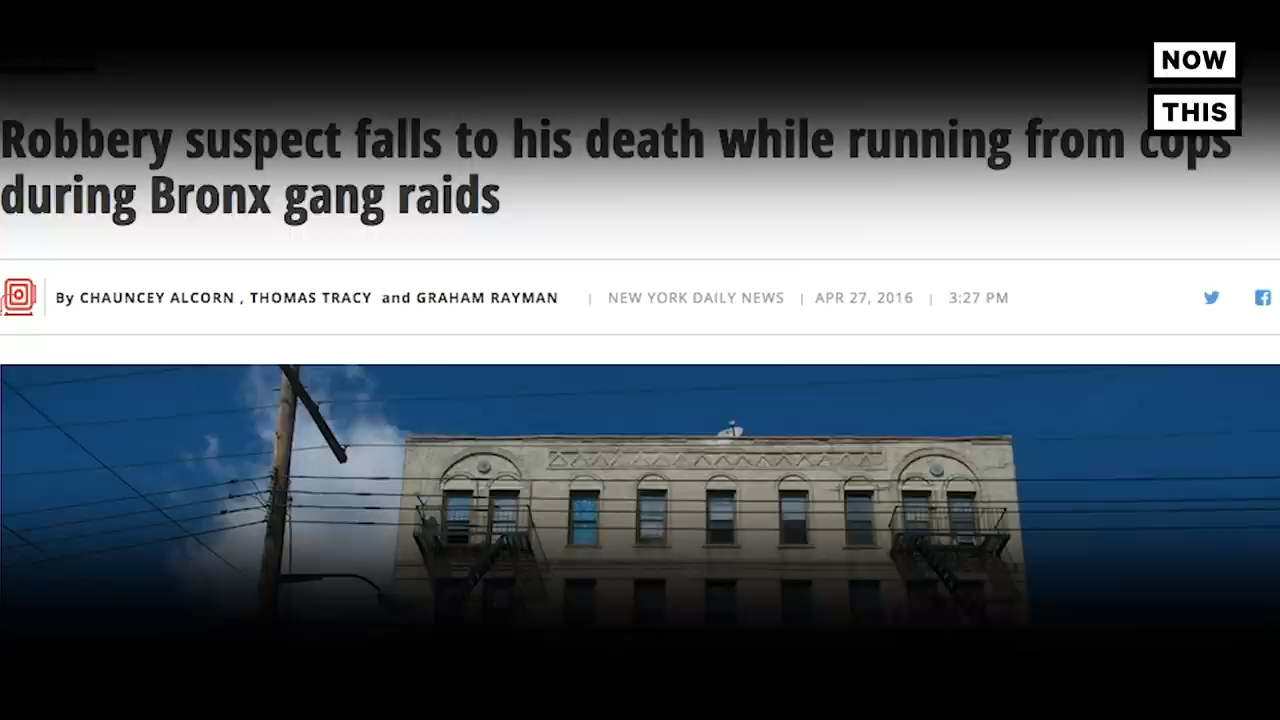 NOW
THIS
Robbery suspect falls to his death while running from cops
during Bronx gang raids
By CHAUNCEY ALCORN , THOMAS TRACY and GRAHAM RAYMAN | NEW YORK DAILY NEWS | APR 27, 2016 | 3:27 PM